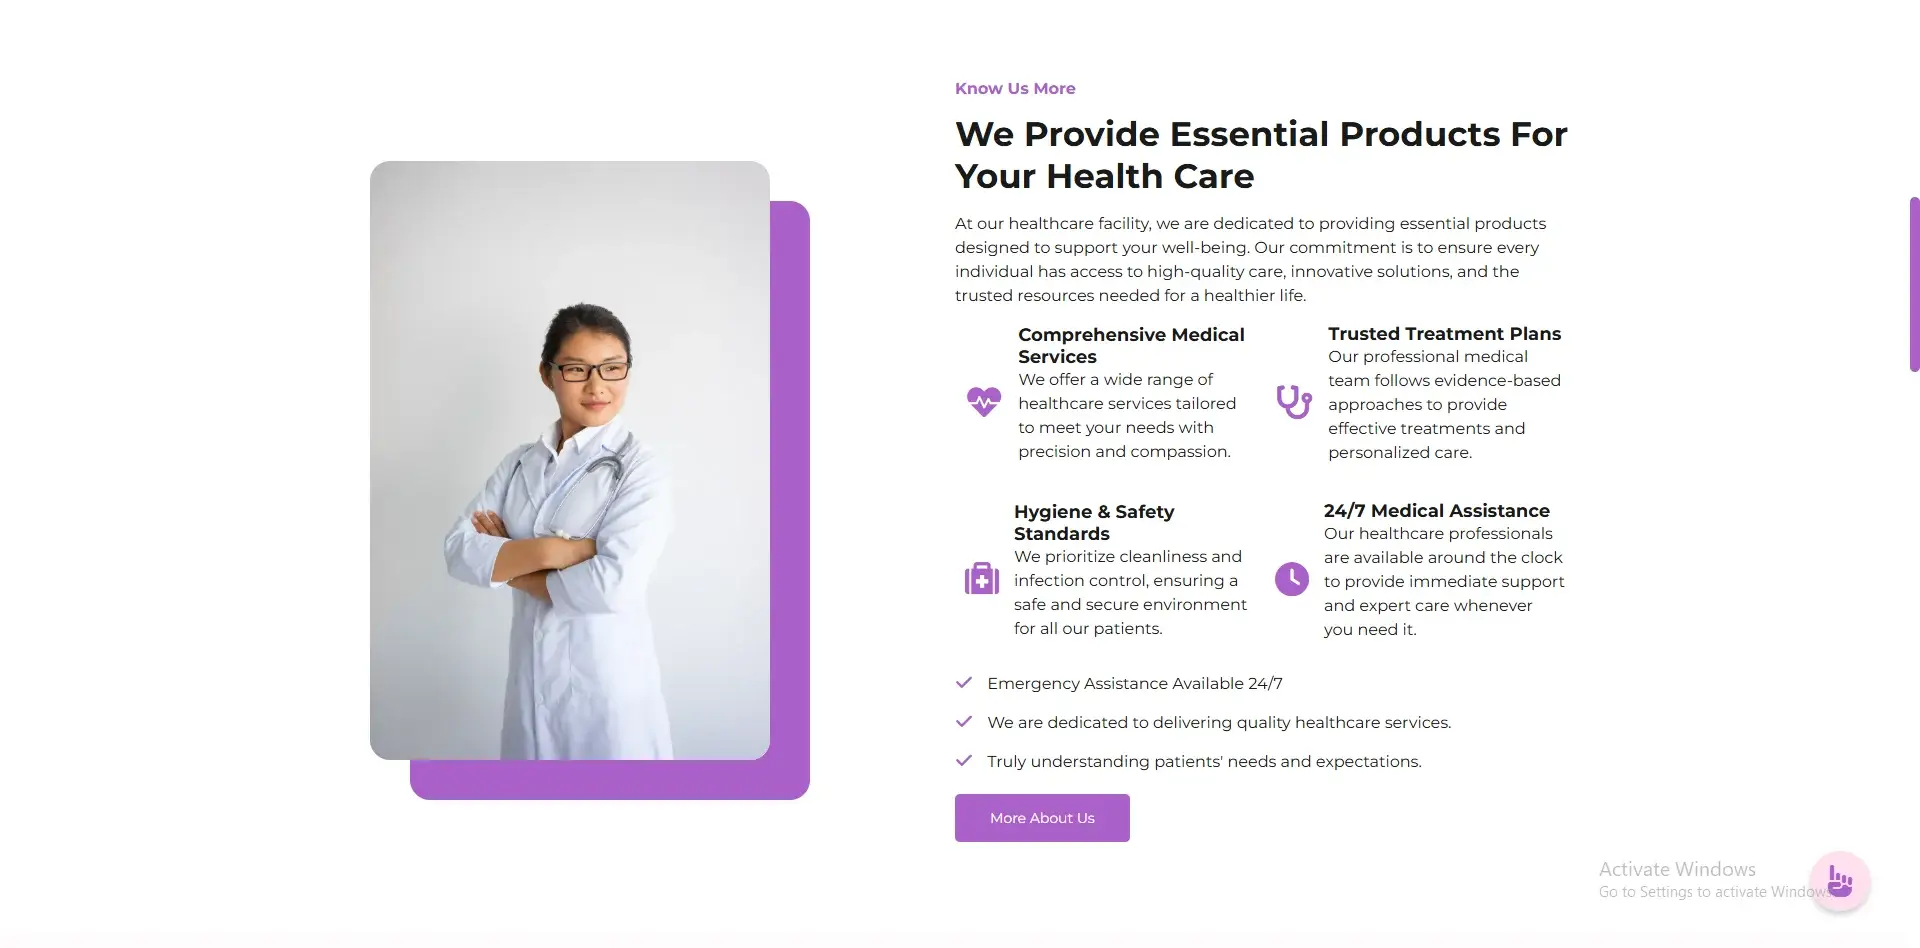 Know Us More
We Provide Essential Products For
Your Health Care
At our healthcare facility, we are dedicated to providing essential products
designed to support your well-being. Our commitment is to ensure every
individual has access to high-quality care, innovative solutions, and the
trusted resources needed for a healthier life.
Comprehensive Medical
Services
We offer a wide range of
healthcare services tailored
to meet your needs with
precision and compassion.
Trusted Treatment Plans
Our professional medical
team follows evidence-based
approaches to provide
effective treatments and
personalized care.
Hygiene & Safety
Standards
We prioritize cleanliness and
infection control, ensuring a
safe and secure environment
for all our patients.
24/7 Medical Assistance
Our healthcare professionals
are available around the clock
to provide immediate support
and expert care whenever
you need it.
Emergency Assistance Available 24/7
We are dedicated to delivering quality healthcare services.
Truly understanding patients' needs and expectations.
More About Us
Activate Windows
Go to Settings to activate Windows